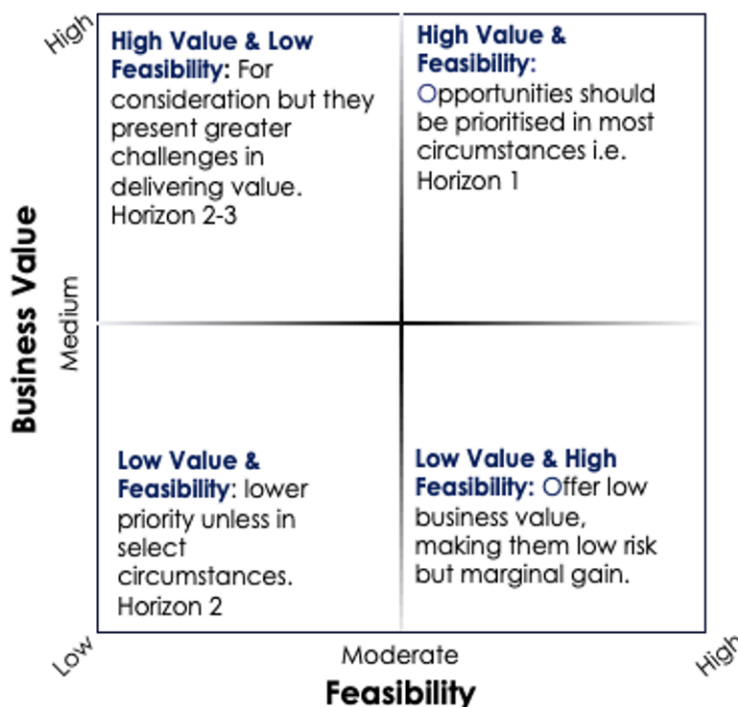 High
High Value & Low
Feasibility: For
consideration but they
present greater
challenges in
delivering value.
Horizon 2-3
High Value &
Feasibility:
Opportunities should
be prioritised in most
circumstances i.e.
Horizon 1
Business Value
Medium
Low Value &
Feasibility: lower
priority unless in
select
circumstances.
Horizon 2
Low Value & High
Feasibility: Offer low
business value,
making them low risk
but marginal gain.
Low
Moderate
High
Feasibility